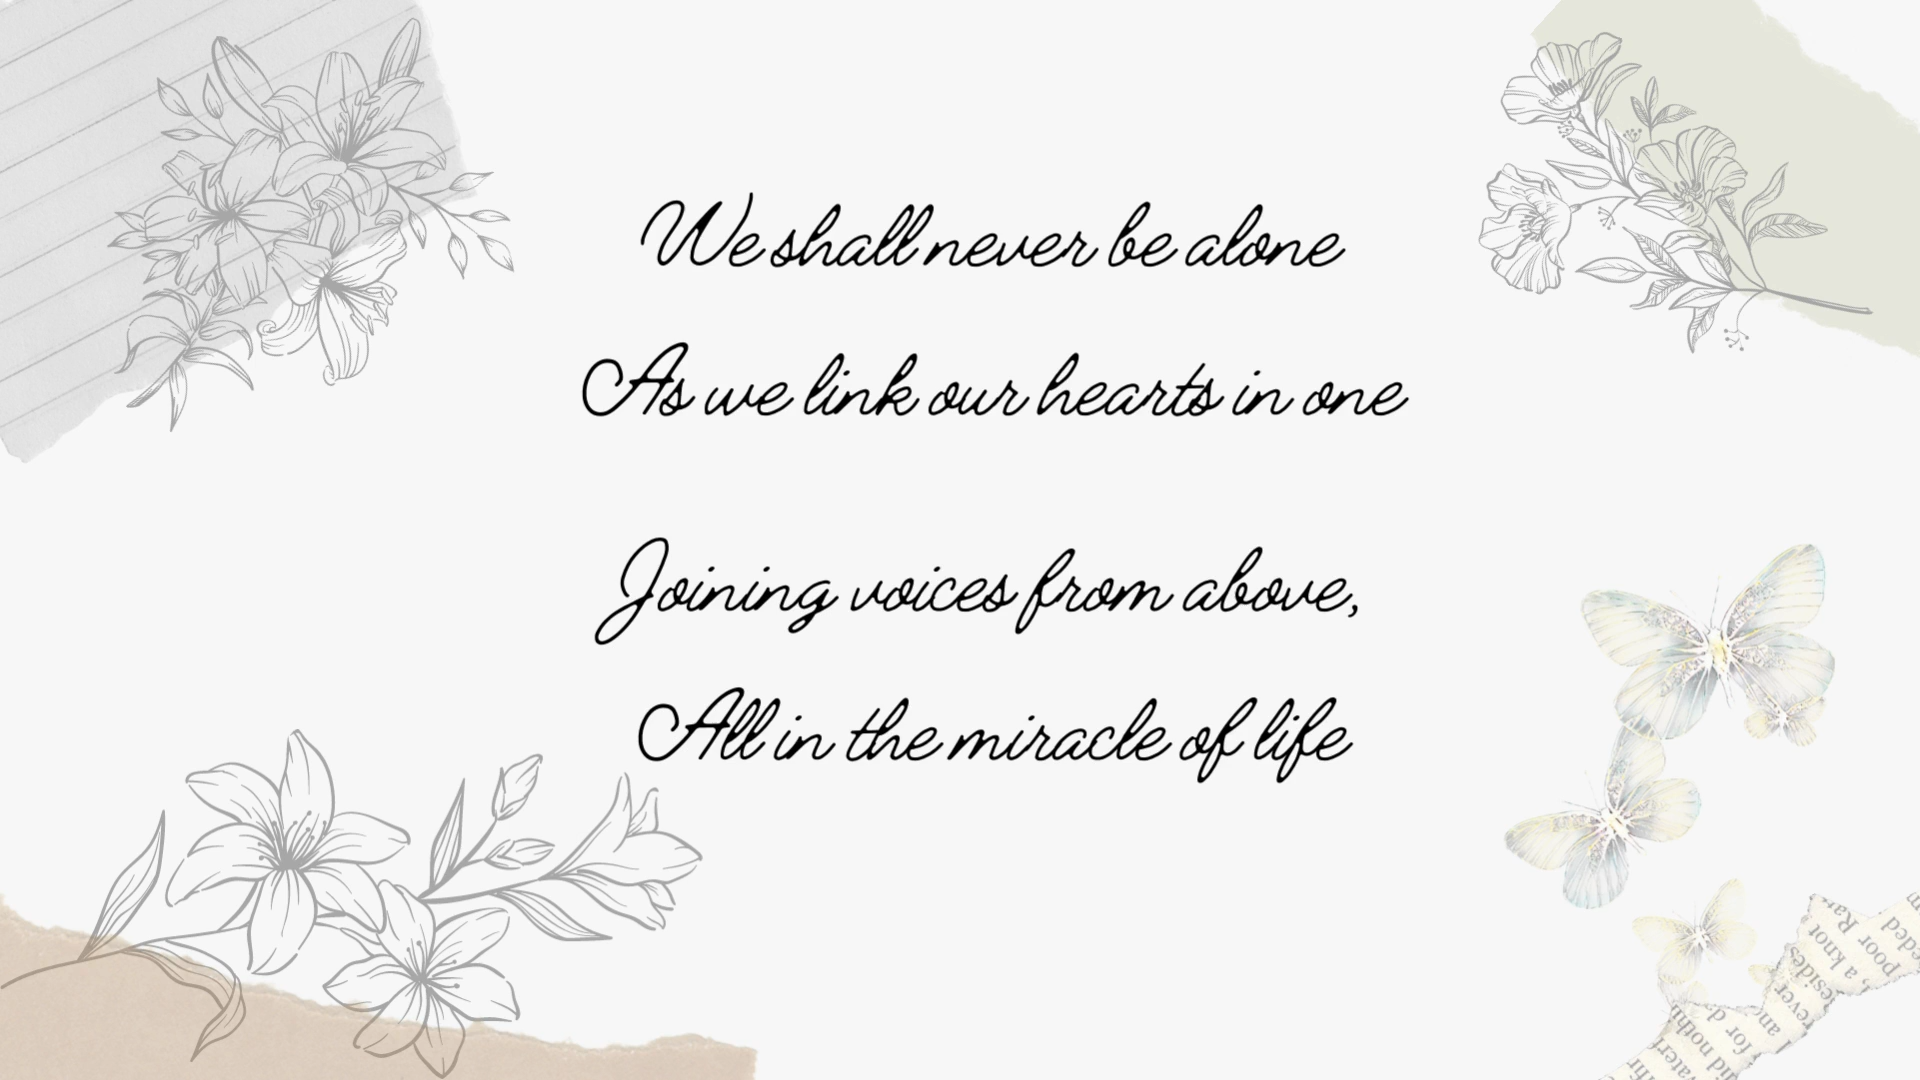 We shall never be alone
As we link our hearts in one
Joining voices from above,
All in the miracle of life